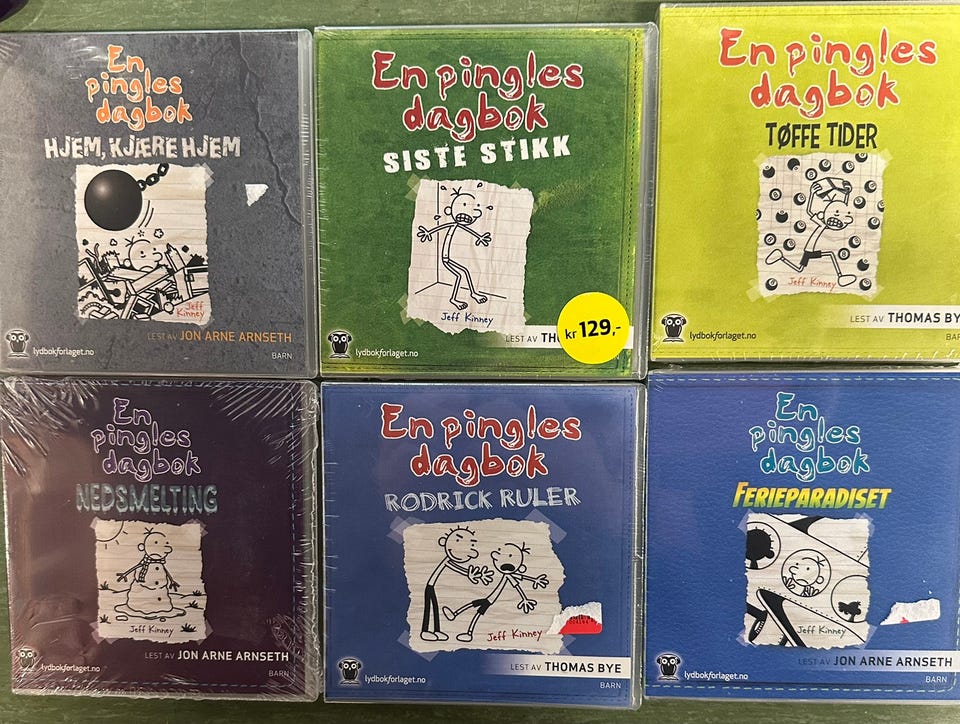 En
pingles
dagbok
HJEM, KJÆRE HJEM
Jeff
Kinney
LEST AV JON ARNE ARNSETH
lydbokforlaget.no
BARN
En pingles
dagbok
SISTE STIKK
Jeff Kinney
LEST AV
kr 129,-
lydbokforlaget.no
En pingles
dagbok
TØFFE TIDER
Jeff Kinney
LEST AV THOMAS
lydbokforlaget.no
En
pingles
dagbok
NEDSMELTING
Jeff Kinney
LEST AV JON ARNE ARNSETH
lydbokforlaget.no
BARN
En pingles
dagbok
RODRICK RULER
Jeff Kinney
LEST AV THOMAS BYE
lydbokforlaget.no
BARN
En
pingles
dagbok
FERIEPARADISET
Jeff Kinney
LEST AV JON ARNE ARNSETH
lydbokforlaget.no
BARN